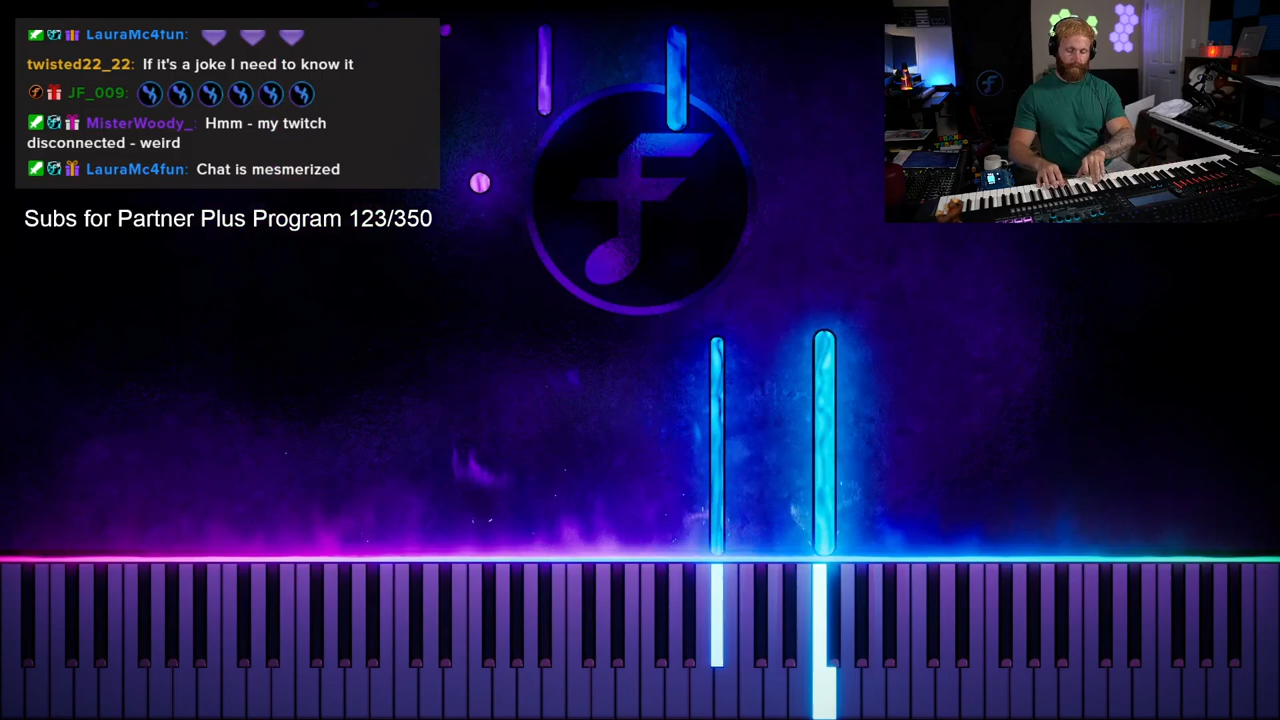 LauraMc4fun:
twisted22_22: If it's a joke I need to know it
JF_009:
MisterWoody_: Hmm - my twitch
disconnected - weird
LauraMc4fun: Chat is mesmerized
Subs for Partner Plus Program 123/350